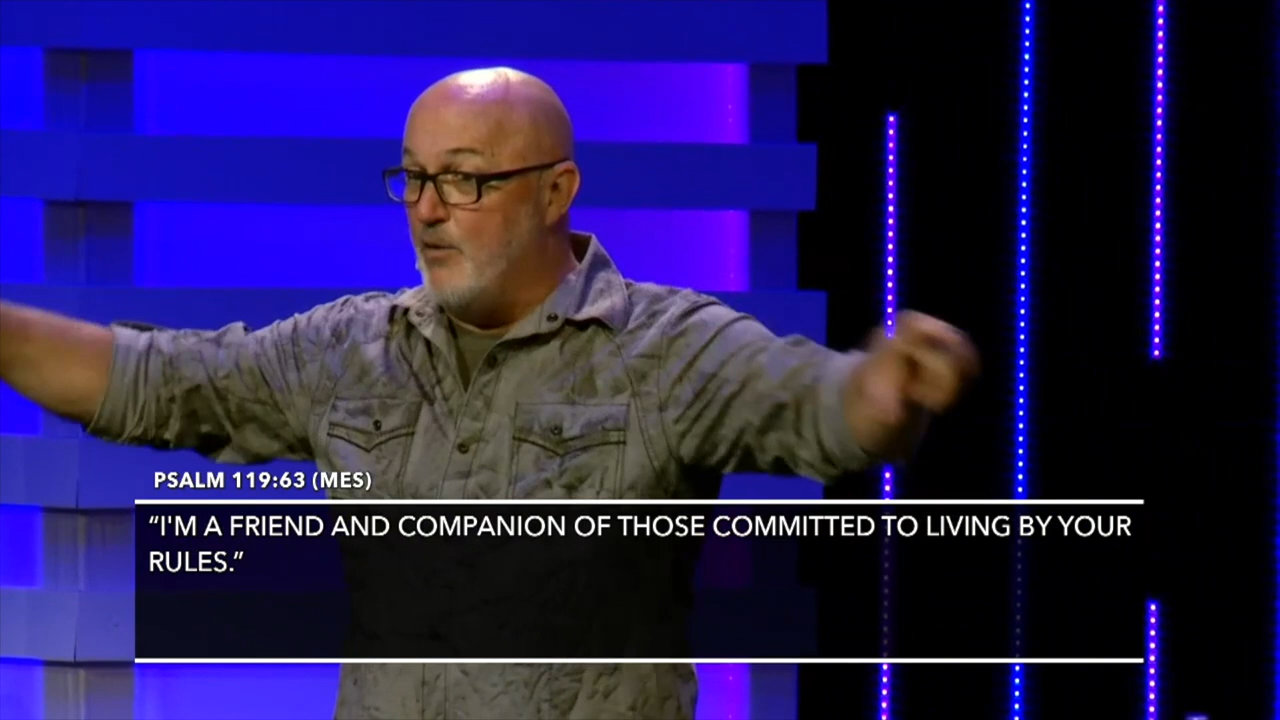 PSALM 119:63 (MES)
“I'M A FRIEND AND COMPANION OF THOSE COMMITTED TO LIVING BY YOUR
RULES.”